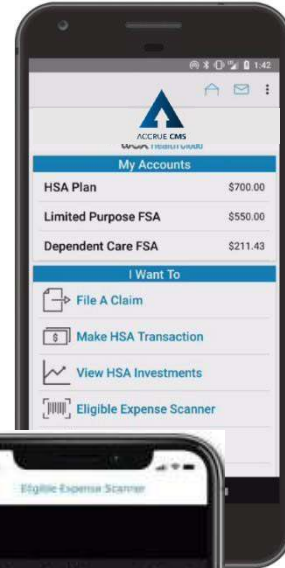 1:42
ACCRUE CMS
My Accounts
HSA Plan $700.00
Limited Purpose FSA $550.00
Dependent Care FSA $211.43
I Want To
File A Claim
Make HSA Transaction
View HSA Investments
Eligible Expense Scanner
Eligible Expense Scanner